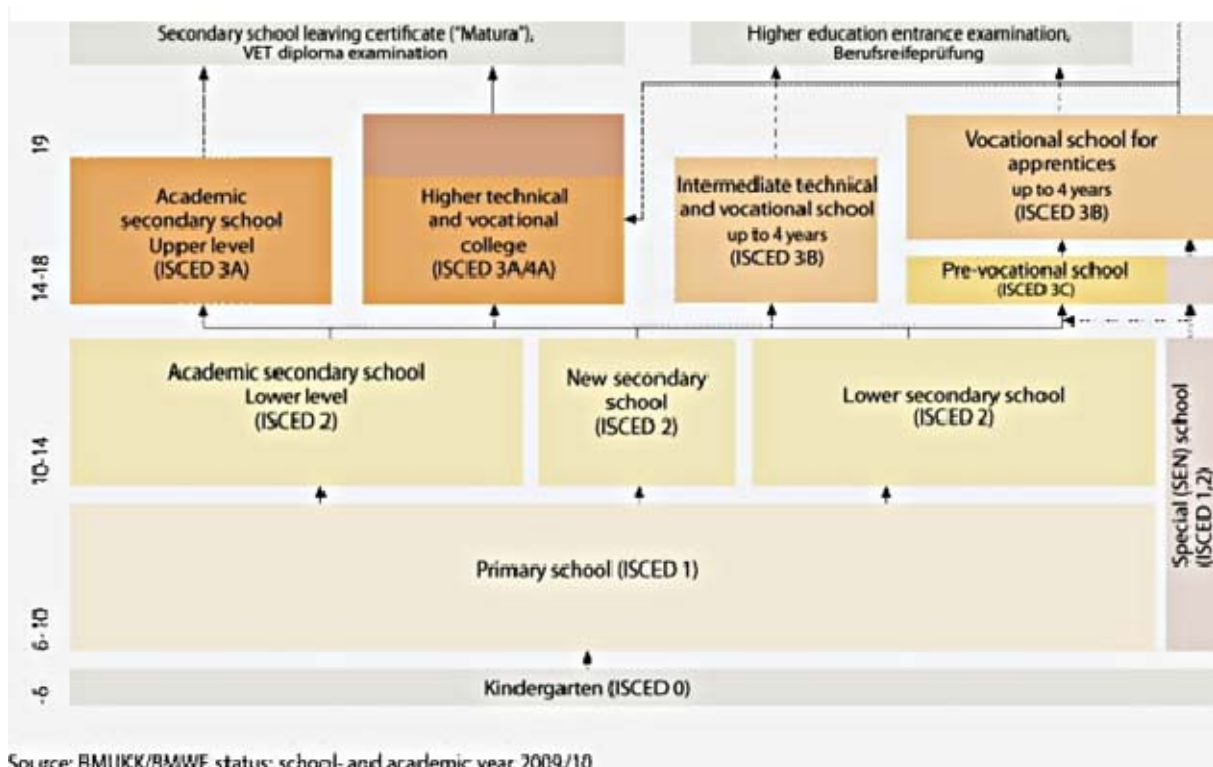 Secondary school leaving certificate ("Matura"),
VET diploma examination
Higher education entrance examination,
Berufsreifeprüfung
19
Academic
secondary school
Upper level
(ISCED 3A)
Higher technical
and vocational
college
(ISCED 3A/4A)
Intermediate technical
and vocational school
up to 4 years
(ISCED 3B)
Vocational school for
apprentices
up to 4 years
(ISCED 3B)
14-18
Pre-vocational school
(ISCED 3C)
Academic secondary school
Lower level
(ISCED 2)
New secondary
school
(ISCED 2)
Lower secondary school
(ISCED 2)
10-14
Special (SEN) school
(ISCED 1,2)
Primary school (ISCED 1)
6-10
Kindergarten (ISCED 0)
-6
Source: BMUKK/BMWF status: school- and academic year 2009/10